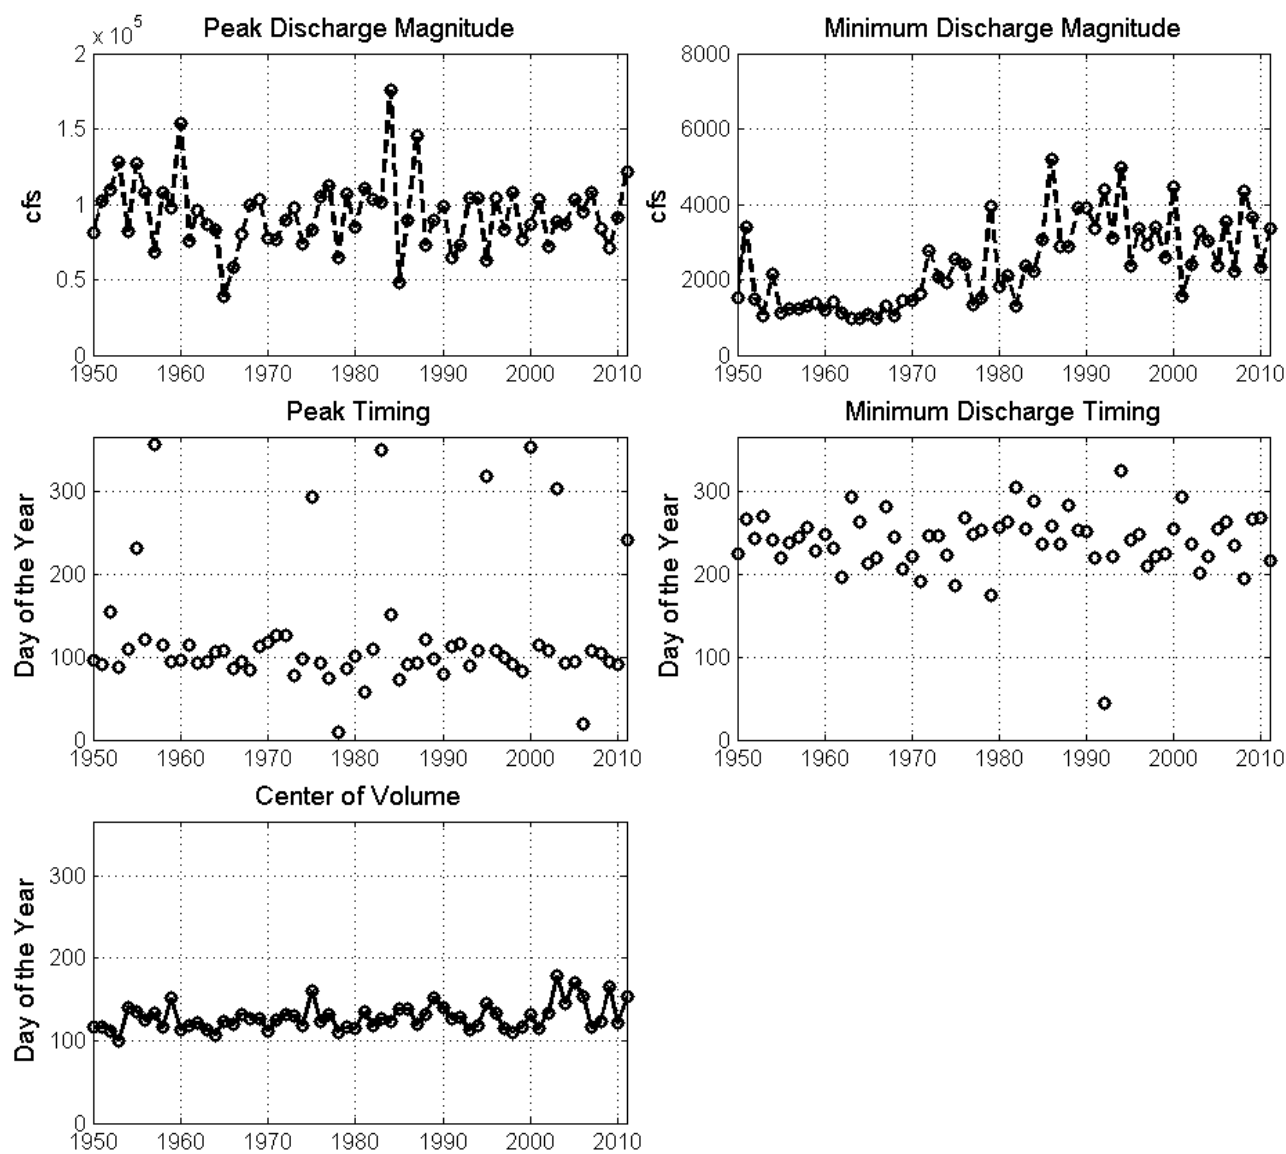 Peak Discharge Magnitude
x 10^5
cfs
2
1.5
1
0.5
0
1950 1960 1970 1980 1990 2000 2010
Minimum Discharge Magnitude
cfs
8000
6000
4000
2000
0
1950 1960 1970 1980 1990 2000 2010
Peak Timing
Day of the Year
300
200
100
0
1950 1960 1970 1980 1990 2000 2010
Minimum Discharge Timing
Day of the Year
300
200
100
0
1950 1960 1970 1980 1990 2000 2010
Center of Volume
Day of the Year
300
200
100
0
1950 1960 1970 1980 1990 2000 2010